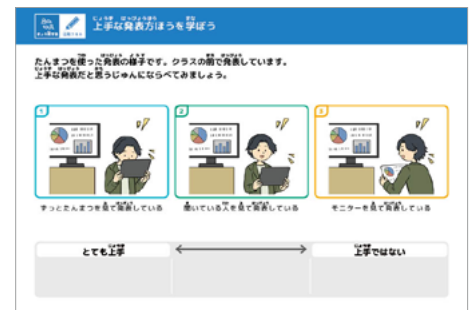 上手な発表方ほうを学ぼう
たんまつを使った発表の様子です。クラスの前で発表しています。
上手な発表だと思うじゅんにならべてみましょう。
1
2
3
ずっとたんまつを見て発表している
聞いている人を見て発表している
モニターを見て発表している
とても上手
上手ではない